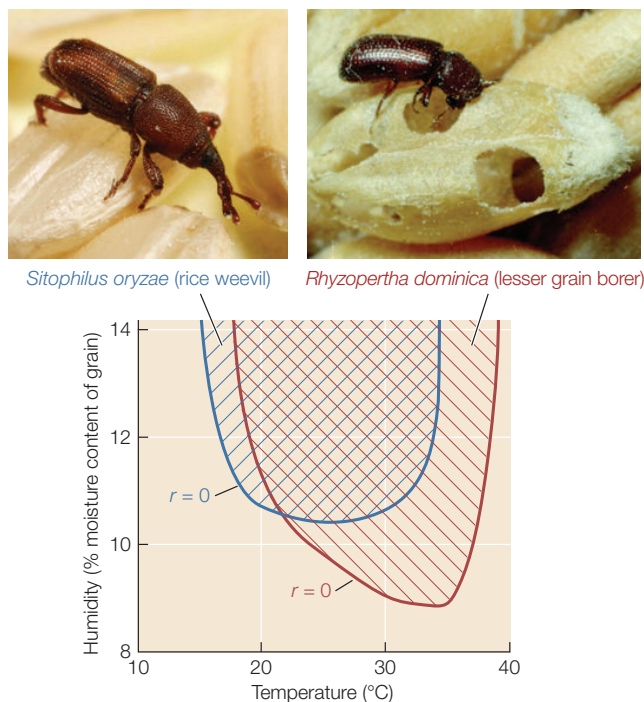 Sitophilus oryzae (rice weevil)
Rhyzopertha dominica (lesser grain borer)
Humidity (% moisture content of grain)
14
12
10
8
r = 0
r = 0
10
20
30
40
Temperature (°C)